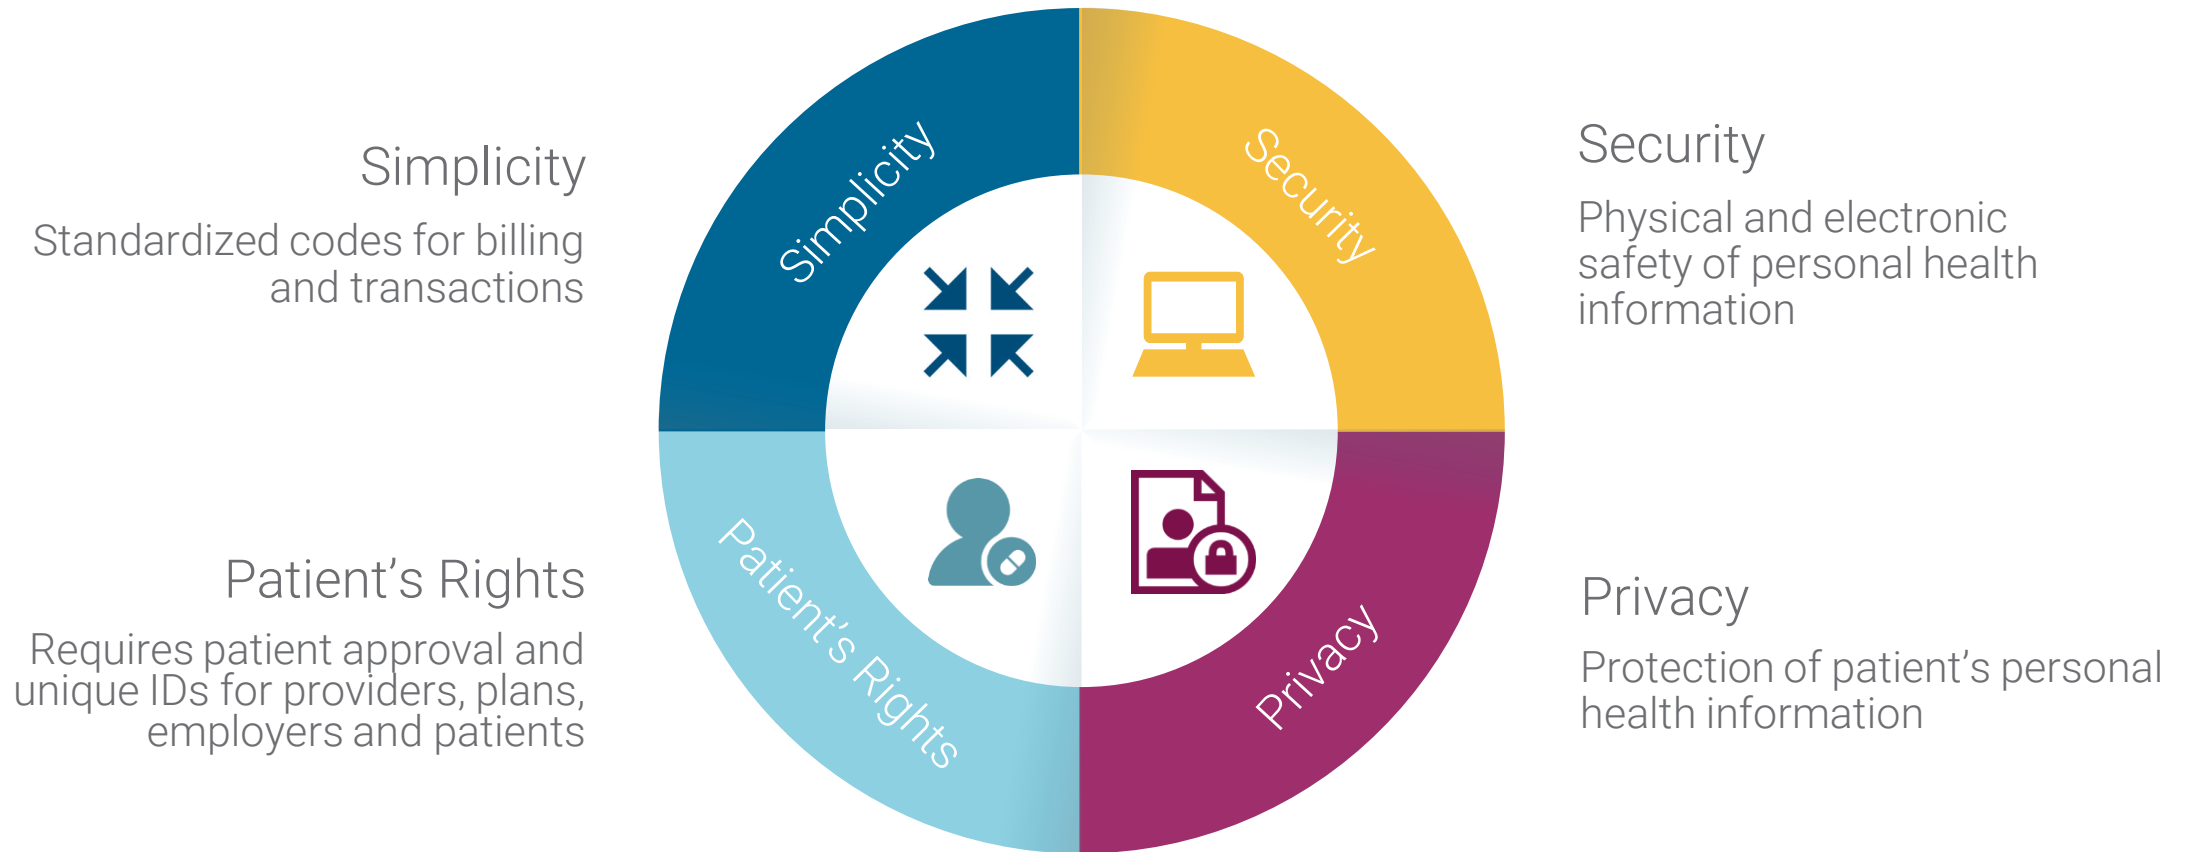 Simplicity
Standardized codes for billing
and transactions
Patient’s Rights
Requires patient approval and
unique IDs for providers, plans,
employers and patients
Simplicity
Security
Patient’s Rights
Privacy
Security
Physical and electronic
safety of personal health
information
Privacy
Protection of patient’s personal
health information